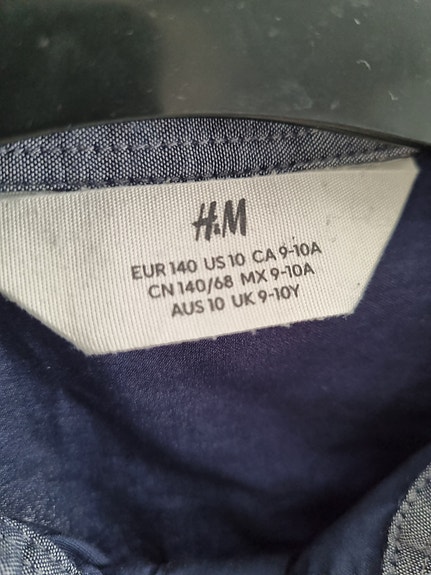 H&M
EUR 140 US 10 CA 9-10A
CN 140/68 MX 9-10A
AUS 10 UK 9-10Y